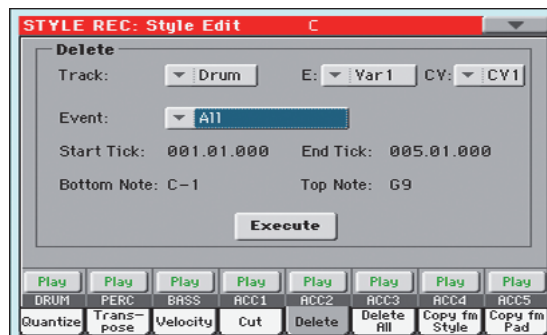 STYLE REC: Style Edit C
Delete
Track: Drum E: Var1 CV: CV1
Event: All
Start Tick: 001.01.000 End Tick: 005.01.000
Bottom Note: C-1 Top Note: G9
Execute
Play Play Play Play Play Play Play Play
DRUM PERC BASS ACC1 ACC2 ACC3 ACC4 ACC5
Quantize Trans-pose Velocity Cut Delete Delete All Copy fm Style Copy fm Pad